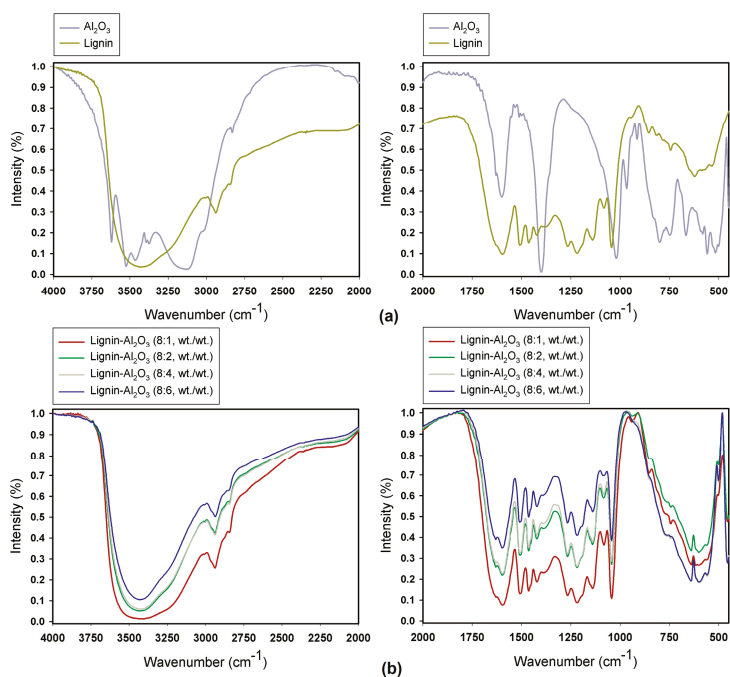 Al2O3
Lignin
Al2O3
Lignin
Intensity (%)
1.0
0.9
0.8
0.7
0.6
0.5
0.4
0.3
0.2
0.1
0.0
4000 3750 3500 3250 3000 2750 2500 2250 2000
Wavenumber (cm-1)
Intensity (%)
1.0
0.9
0.8
0.7
0.6
0.5
0.4
0.3
0.2
0.1
0.0
2000 1750 1500 1250 1000 750 500
Wavenumber (cm-1)
(a)
Lignin-Al2O3 (8:1, wt./wt.)
Lignin-Al2O3 (8:2, wt./wt.)
Lignin-Al2O3 (8:4, wt./wt.)
Lignin-Al2O3 (8:6, wt./wt.)
Lignin-Al2O3 (8:1, wt./wt.)
Lignin-Al2O3 (8:2, wt./wt.)
Lignin-Al2O3 (8:4, wt./wt.)
Lignin-Al2O3 (8:6, wt./wt.)
Intensity (%)
1.0
0.9
0.8
0.7
0.6
0.5
0.4
0.3
0.2
0.1
0.0
4000 3750 3500 3250 3000 2750 2500 2250 2000
Wavenumber (cm-1)
Intensity (%)
1.0
0.9
0.8
0.7
0.6
0.5
0.4
0.3
0.2
0.1
0.0
2000 1750 1500 1250 1000 750 500
Wavenumber (cm-1)
(b)